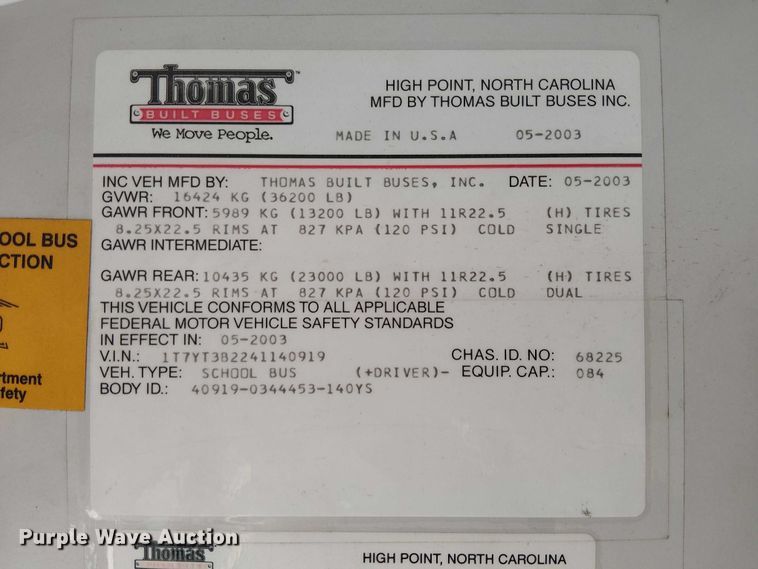 Thomas
BUILT BUSES
We Move People.
HIGH POINT, NORTH CAROLINA
MFD BY THOMAS BUILT BUSES INC.
MADE IN U.S.A 05-2003
INC VEH MFD BY: THOMAS BUILT BUSES, INC. DATE: 05-2003
GVWR: 16424 KG (36200 LB)
GAWR FRONT: 5989 KG (13200 LB) WITH 11R22.5 (H) TIRES
8.25X22.5 RIMS AT 827 KPA (120 PSI) COLD SINGLE
GAWR INTERMEDIATE:
GAWR REAR: 10435 KG (23000 LB) WITH 11R22.5 (H) TIRES
8.25X22.5 RIMS AT 827 KPA (120 PSI) COLD DUAL
THIS VEHICLE CONFORMS TO ALL APPLICABLE
FEDERAL MOTOR VEHICLE SAFETY STANDARDS
IN EFFECT IN: 05-2003
V.I.N.: 1T7YT3B2241140919 CHAS. ID. NO: 68225
VEH. TYPE: SCHOOL BUS (+DRIVER)- EQUIP. CAP.: 084
BODY ID.: 40919-0344453-140YS
OOL BUS
CTION
rtment
fety
Purple Wave Auction
Thomas
HIGH POINT, NORTH CAROLINA